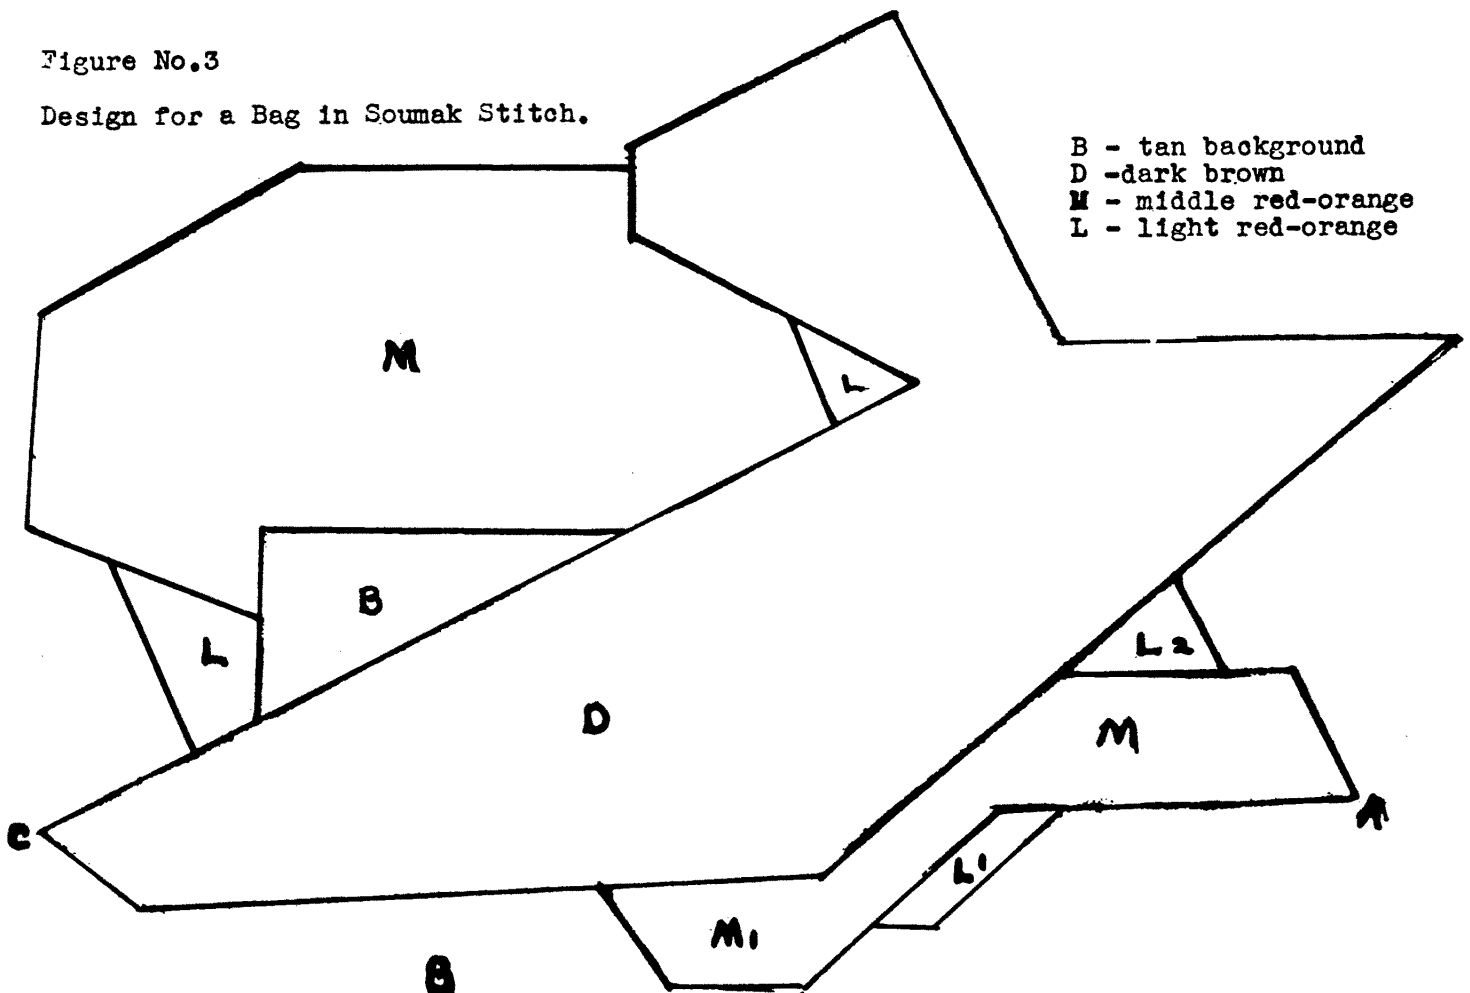 Figure No.3
Design for a Bag in Soumak Stitch.
B - tan background
D -dark brown
M - middle red-orange
L - light red-orange
M
L
B
L
L2
D
M
C
A
L1
M1
B